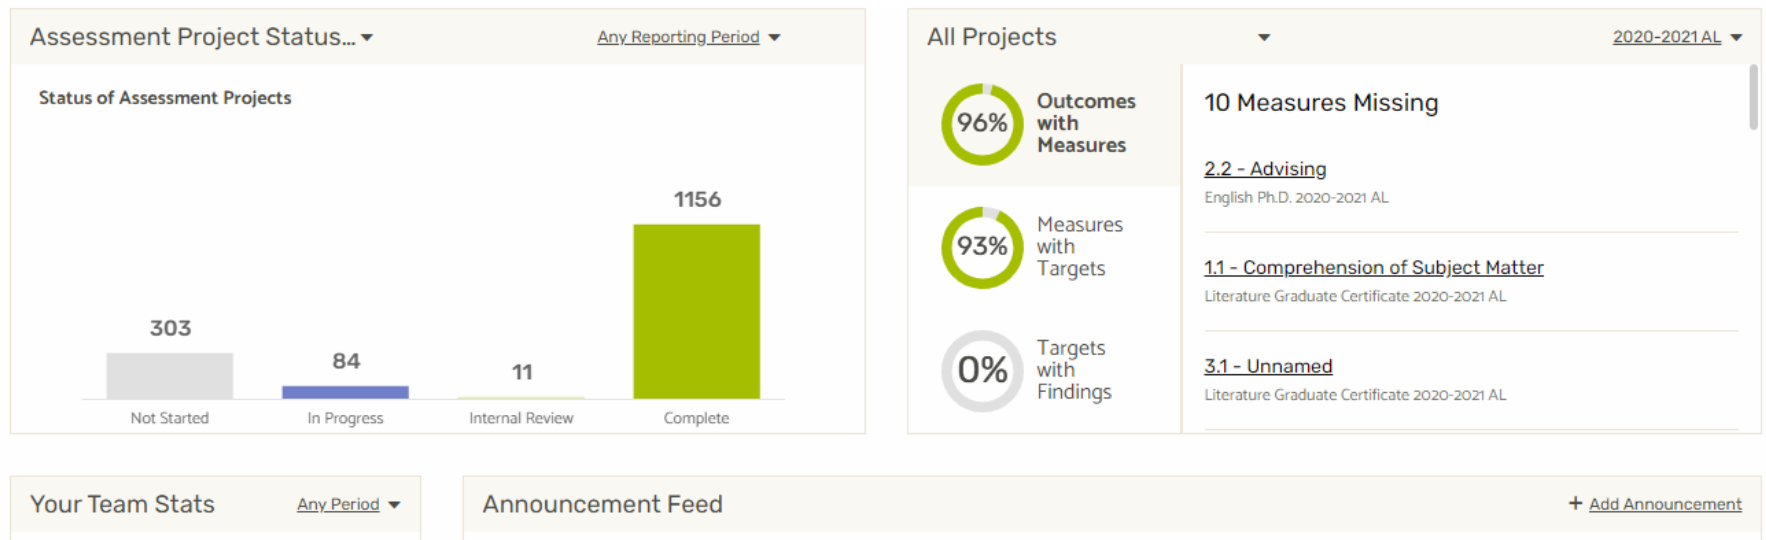 Assessment Project Status...
Any Reporting Period
Status of Assessment Projects
303
84
11
1156
Not Started
In Progress
Internal Review
Complete
All Projects
2020-2021 AL
96%
Outcomes
with
Measures
93%
Measures
with
Targets
0%
Targets
with
Findings
10 Measures Missing
2.2 - Advising
English Ph.D. 2020-2021 AL
1.1 - Comprehension of Subject Matter
Literature Graduate Certificate 2020-2021 AL
3.1 - Unnamed
Literature Graduate Certificate 2020-2021 AL
Your Team Stats
Any Period
Announcement Feed
+ Add Announcement